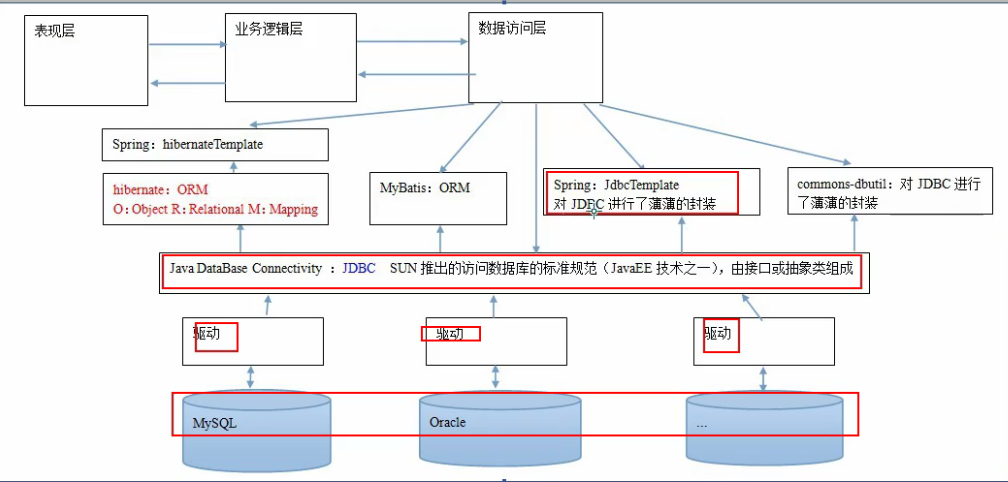 表现层
业务逻辑层
数据访问层
Spring：hibernateTemplate
hibernate：ORM
O：Object R：Relational M：Mapping
MyBatis：ORM
Spring：JdbcTemplate
对 JDBC 进行了薄薄的封装
commons-dbutil：对 JDBC 进行
了薄薄的封装
Java DataBase Connectivity ：JDBC SUN 推出的访问数据库的标准规范（JavaEE 技术之一），由接口或抽象类组成
驱动
驱动
驱动
MySQL
Oracle
...